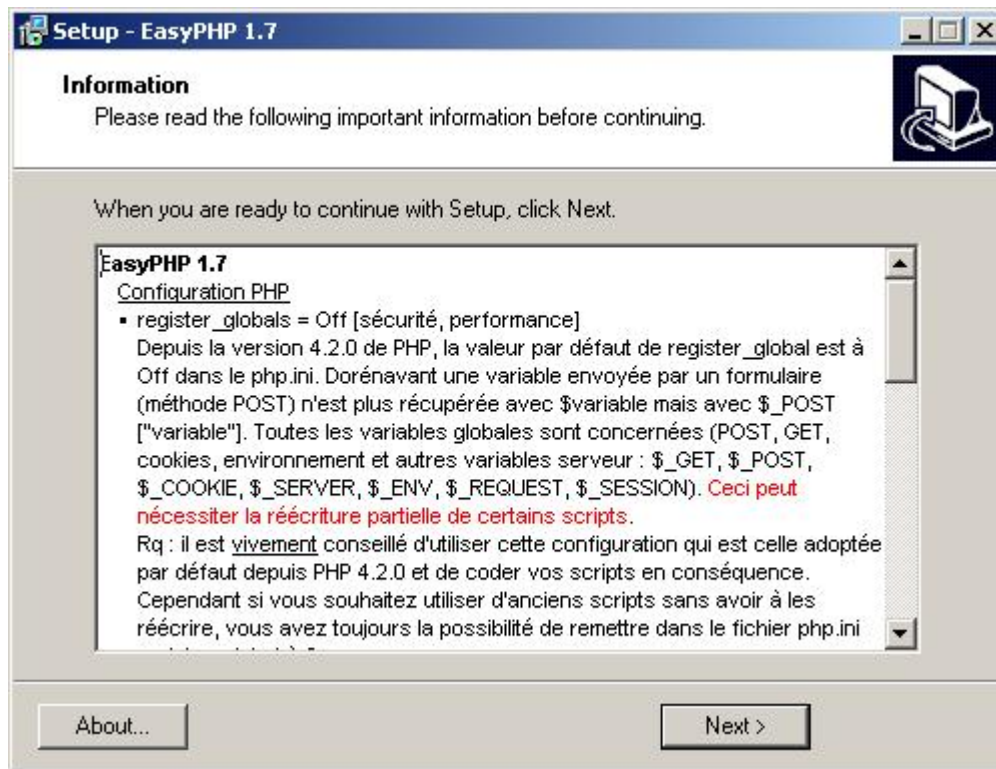 Setup - EasyPHP 1.7
Information
Please read the following important information before continuing.
When you are ready to continue with Setup, click Next.
EasyPHP 1.7
Configuration PHP
▪ register_globals = Off [sécurité, performance]
Depuis la version 4.2.0 de PHP, la valeur par défaut de register_global est à
Off dans le php.ini. Dorénavant une variable envoyée par un formulaire
(méthode POST) n'est plus récupérée avec $variable mais avec $_POST
["variable"]. Toutes les variables globales sont concernées (POST, GET,
cookies, environnement et autres variables serveur : $_GET, $_POST,
$_COOKIE, $_SERVER, $_ENV, $_REQUEST, $_SESSION). Ceci peut
nécessiter la réécriture partielle de certains scripts.
Rq : il est vivement conseillé d'utiliser cette configuration qui est celle adoptée
par défaut depuis PHP 4.2.0 et de coder vos scripts en conséquence.
Cependant si vous souhaitez utiliser d'anciens scripts sans avoir à les
réécrire, vous avez toujours la possibilité de remettre dans le fichier php.ini
About...
Next >